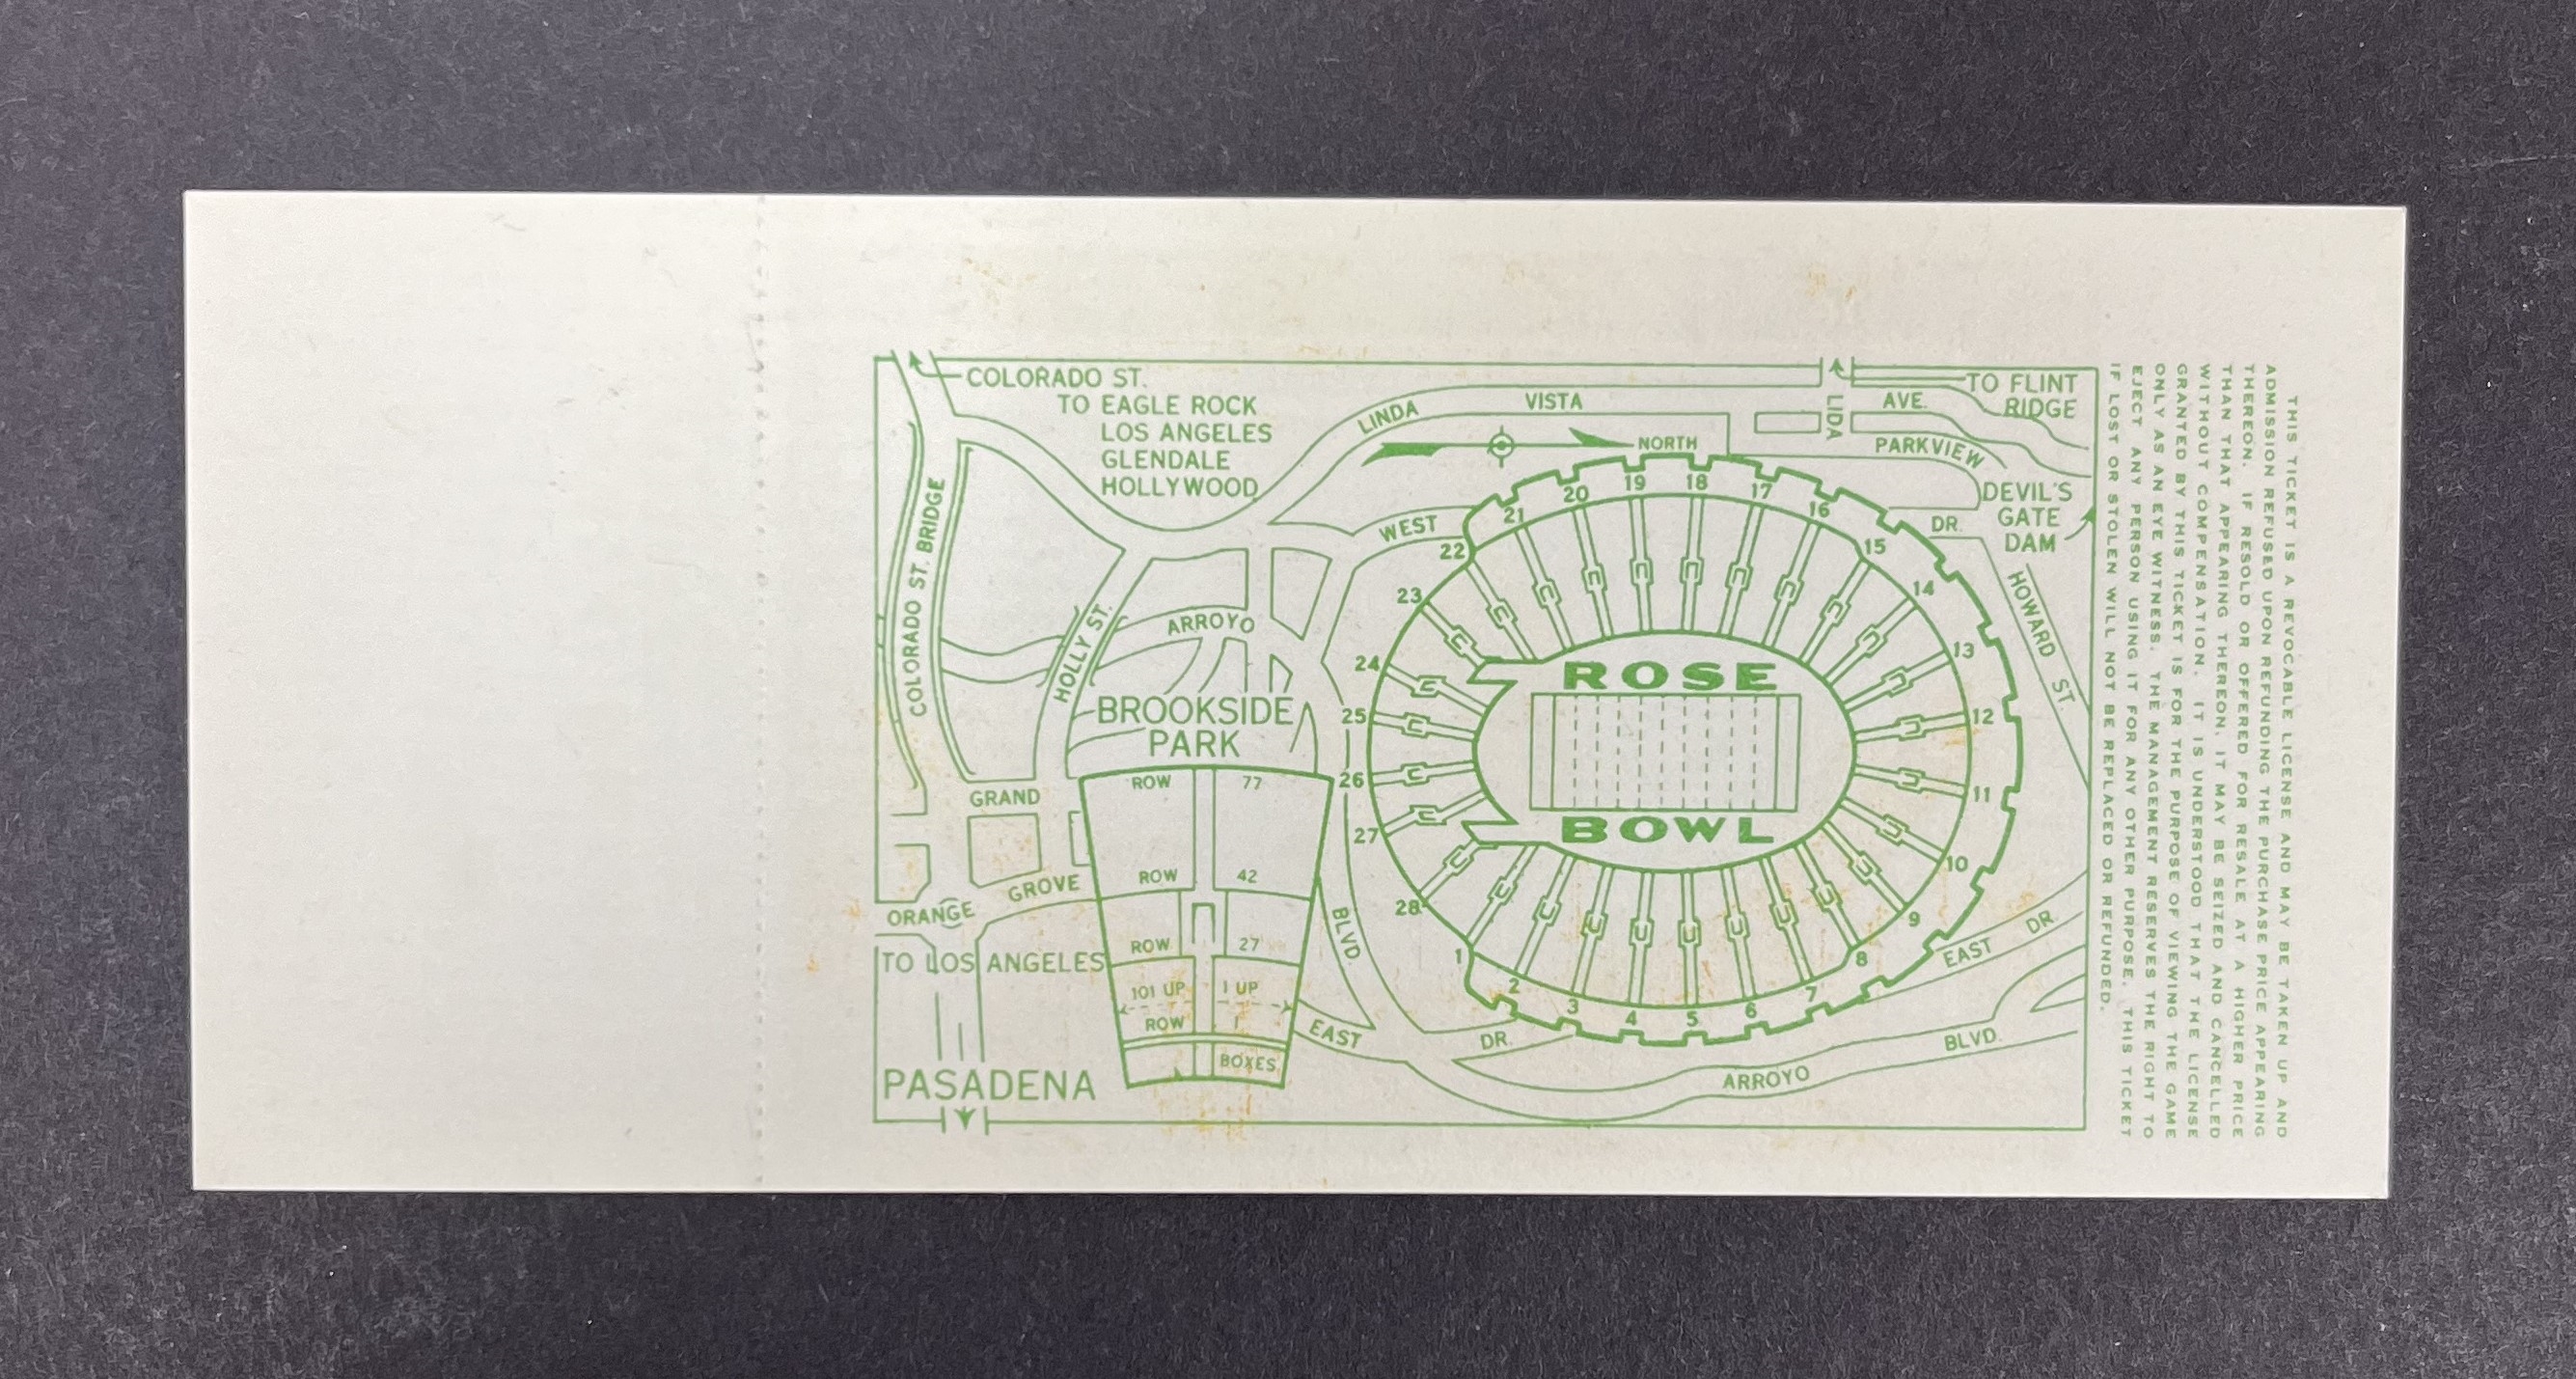 COLORADO ST.
TO EAGLE ROCK
LOS ANGELES
GLENDALE
HOLLYWOOD
LINDA VISTA AVE.
LIDA
TO FLINT
RIDGE
NORTH
PARKVIEW
DEVIL'S
GATE
DAM
WEST DR.
HOWARD ST.
COLORADO ST. BRIDGE
HOLLY ST.
ARROYO BLVD.
BROOKSIDE
PARK
22 21 20 19 18 17 16 15
23 14
24 13
25 12
26 11
27 10
28 9
1 2 3 4 5 6 7 8
ROSE
BOWL
GRAND
ORANGE GROVE
TO LOS ANGELES
PASADENA
ROW 77
ROW 42
ROW 27
101 UP 1 UP
ROW 1
BOXES
EAST DR.
EAST DR.
ARROYO BLVD.
THIS TICKET IS A REVOCABLE LICENSE AND MAY BE TAKEN UP AND
ADMISSION REFUSED UPON REFUNDING THE PURCHASE PRICE APPEARING
THEREON. IF RESOLD OR OFFERED FOR RESALE AT A HIGHER PRICE
THAN THAT APPEARING THEREON, IT MAY BE SEIZED AND CANCELLED
WITHOUT COMPENSATION. IT IS UNDERSTOOD THAT THE LICENSE
GRANTED BY THIS TICKET IS FOR THE PURPOSE OF VIEWING THE GAME
ONLY AS AN EYE WITNESS. THE MANAGEMENT RESERVES THE RIGHT TO
EJECT ANY PERSON USING IT FOR ANY OTHER PURPOSE. THIS TICKET
IF LOST OR STOLEN WILL NOT BE REPLACED OR REFUNDED.